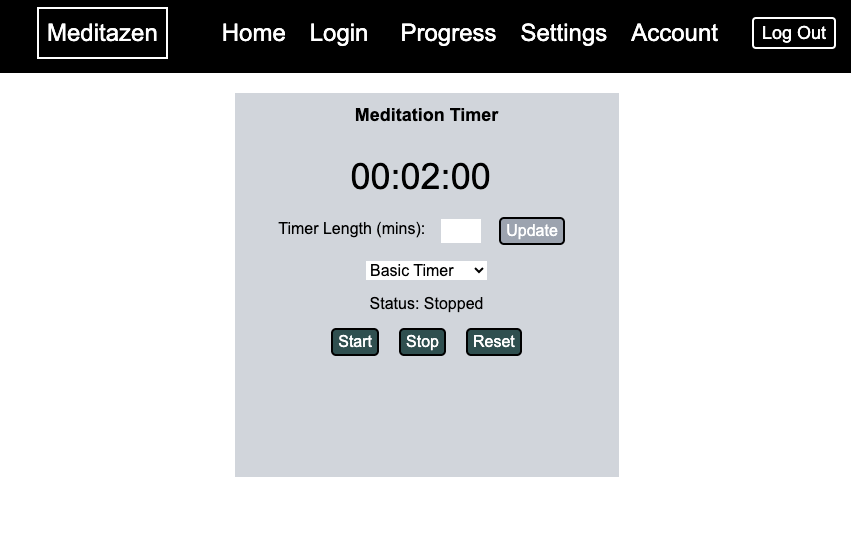 Meditazen Home Login Progress Settings Account Log Out
Meditation Timer
00:02:00
Timer Length (mins): Update
Basic Timer
Status: Stopped
Start Stop Reset